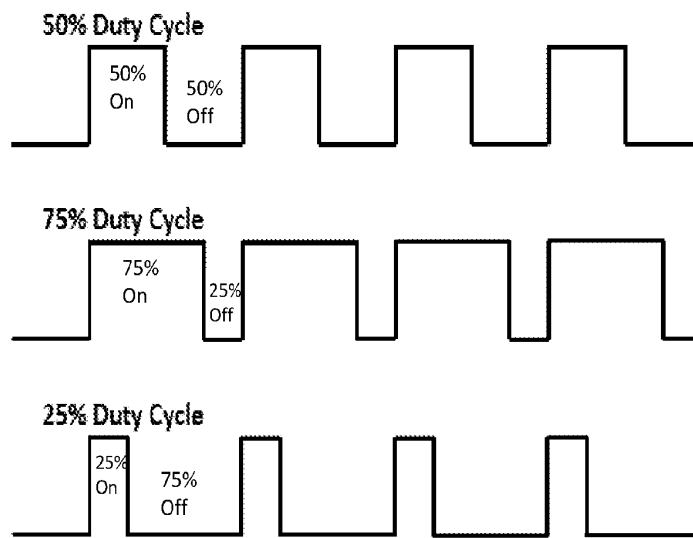 50% Duty Cycle
50%
On
50%
Off
75% Duty Cycle
75%
On
25%
Off
25% Duty Cycle
25%
On
75%
Off